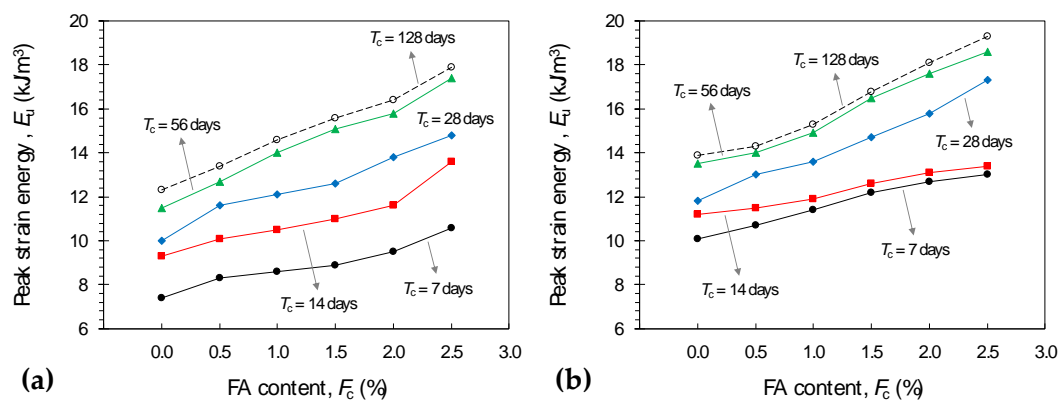 20
18
16
14
12
10
8
6
Peak strain energy , Eu (kJ/m³)
Tc = 128 days
Tc = 56 days
Tc = 28 days
Tc = 14 days
Tc = 7 days
0.0 0.5 1.0 1.5 2.0 2.5 3.0
FA content, Fc (%)
(a)
20
18
16
14
12
10
8
6
Peak strain energy , Eu (kJ/m³)
Tc = 128 days
Tc = 56 days
Tc = 28 days
Tc = 7 days
Tc = 14 days
0.0 0.5 1.0 1.5 2.0 2.5 3.0
FA content, Fc (%)
(b)